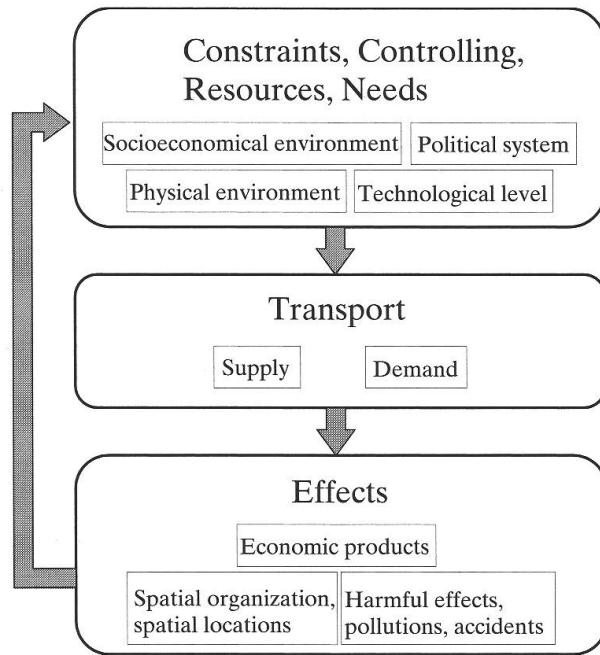 Constraints, Controlling,
Resources, Needs
Socioeconomical environment
Political system
Physical environment
Technological level
Transport
Supply
Demand
Effects
Economic products
Spatial organization,
spatial locations
Harmful effects,
pollutions, accidents